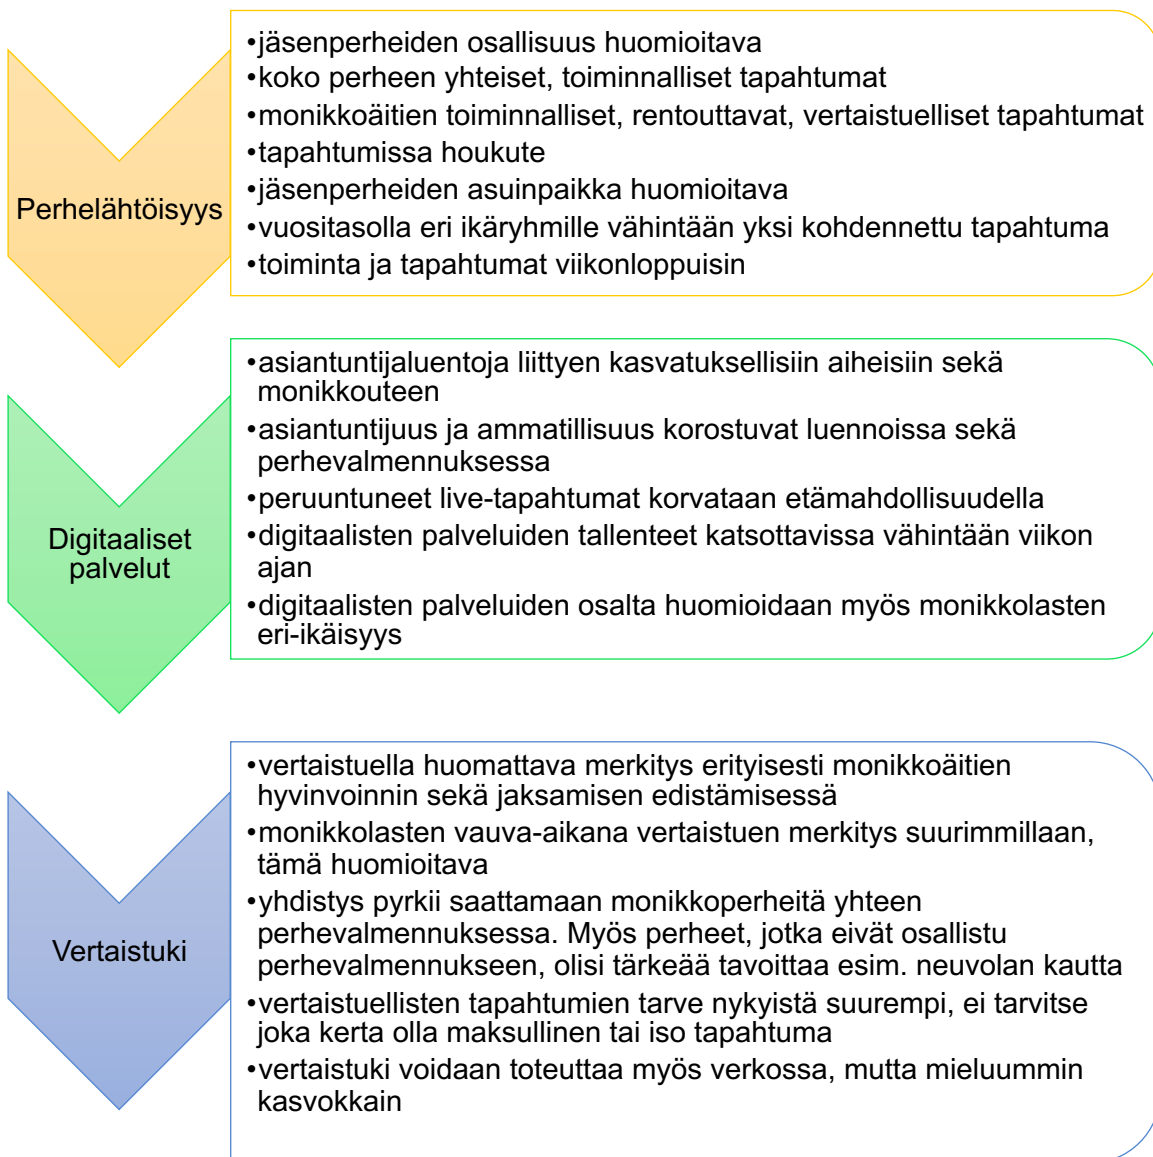 Perhelähtöisyys
•jäsenperheiden osallisuus huomioitava
•koko perheen yhteiset, toiminnalliset tapahtumat
•monikkoäitien toiminnalliset, rentouttavat, vertaistuelliset tapahtumat
•tapahtumissa houkute
•jäsenperheiden asuinpaikka huomioitava
•vuositasolla eri ikäryhmille vähintään yksi kohdennettu tapahtuma
•toiminta ja tapahtumat viikonloppuisin
Digitaaliset
palvelut
•asiantuntijaluentoja liittyen kasvatuksellisiin aiheisiin sekä
monikkouteen
•asiantuntijuus ja ammatillisuus korostuvat luennoissa sekä
perhevalmennuksessa
•peruuntuneet live-tapahtumat korvataan etämahdollisuudella
•digitaalisten palveluiden tallenteet katsottavissa vähintään viikon
ajan
•digitaalisten palveluiden osalta huomioidaan myös monikkolasten
eri-ikäisyys
Vertaistuki
•vertaistuella huomattava merkitys erityisesti monikkoäitien
hyvinvoinnin sekä jaksamisen edistämisessä
•monikkolasten vauva-aikana vertaistuen merkitys suurimmillaan,
tämä huomioitava
•yhdistys pyrkii saattamaan monikkoperheitä yhteen
perhevalmennuksessa. Myös perheet, jotka eivät osallistu
perhevalmennukseen, olisi tärkeää tavoittaa esim. neuvolan kautta
•vertaistuellisten tapahtumien tarve nykyistä suurempi, ei tarvitse
joka kerta olla maksullinen tai iso tapahtuma
•vertaistuki voidaan toteuttaa myös verkossa, mutta mieluummin
kasvokkain